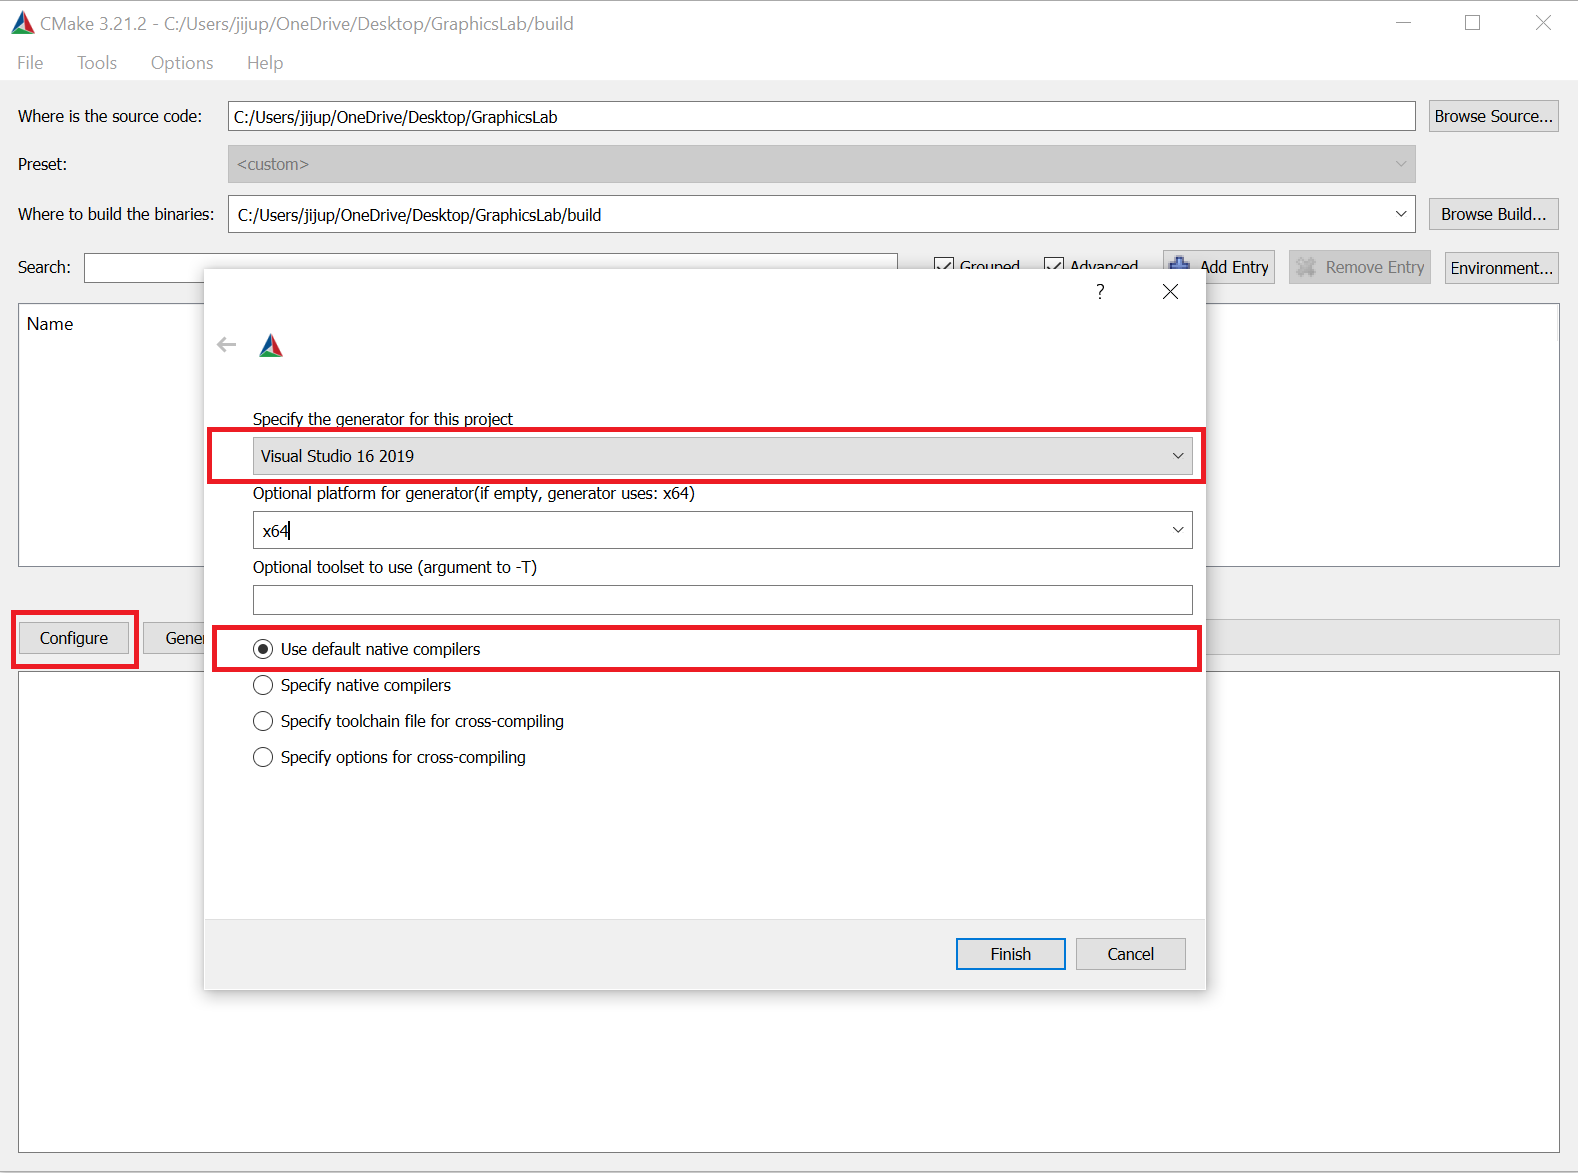 CMake 3.21.2 - C:/Users/jijup/OneDrive/Desktop/GraphicsLab/build
File Tools Options Help
Where is the source code: C:/Users/jijup/OneDrive/Desktop/GraphicsLab Browse Source...
Preset: <custom>
Where to build the binaries: C:/Users/jijup/OneDrive/Desktop/GraphicsLab/build Browse Build...
Search: Grouped Advanced Add Entry Remove Entry Environment...
?
Name
Specify the generator for this project
Visual Studio 16 2019
Optional platform for generator(if empty, generator uses: x64)
x64
Optional toolset to use (argument to -T)
Configure Gener
Use default native compilers
Specify native compilers
Specify toolchain file for cross-compiling
Specify options for cross-compiling
Finish Cancel